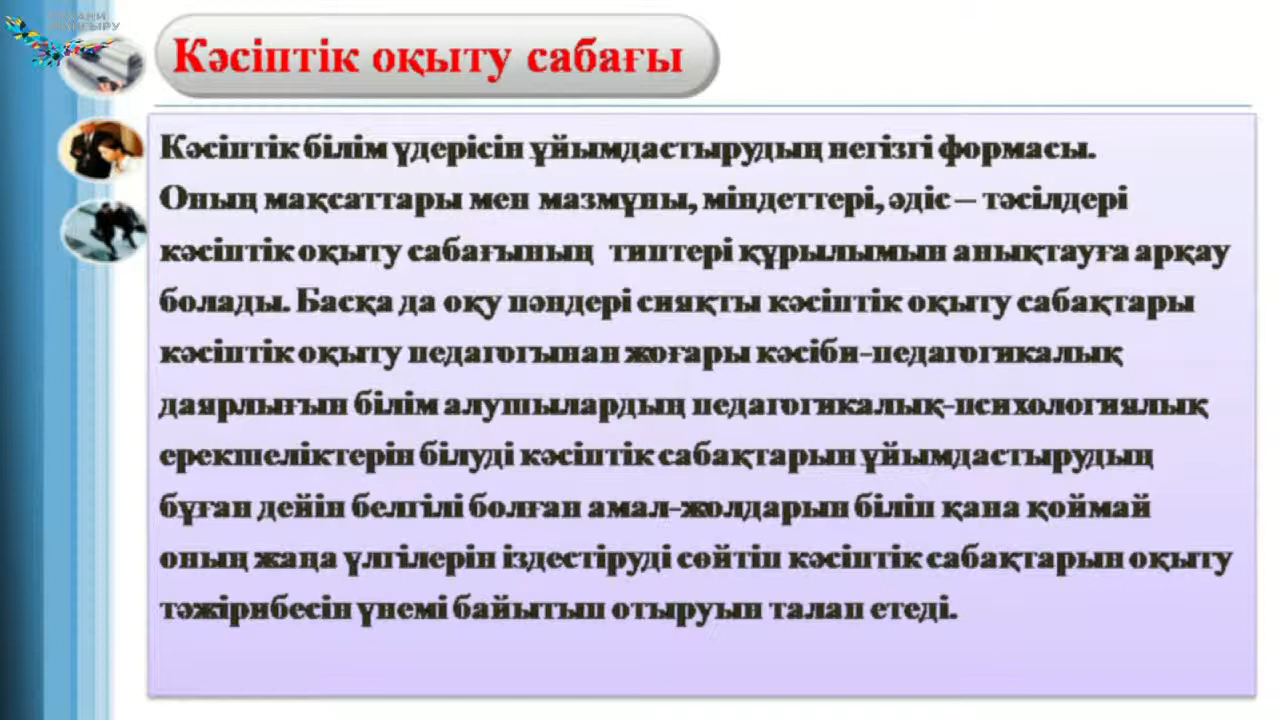 Кәсіптік оқыту сабағы
Кәсіптік білім үдерісін ұйымдастырудың негізгі формасы.
Оның мақсаттары мен мазмұны, міндеттері, әдіс – тәсілдері
кәсіптік оқыту сабағының типтері құрылымын анықтауға арқау
болады. Басқа да оқу пәндері сияқты кәсіптік оқыту сабақтары
кәсіптік оқыту педагогынан жоғары кәсіби-педагогикалық
даярлығын білім алушылардың педагогикалық-психологиялық
ерекшеліктерін білуді кәсіптік сабақтарын ұйымдастырудың
бұған дейін белгілі болған амал-жолдарын біліп қана қоймай
оның жаңа үлгілерін іздестіруді сөйтіп кәсіптік сабақтарын оқыту
тәжірибесін үнемі байытып отыруын талап етеді.